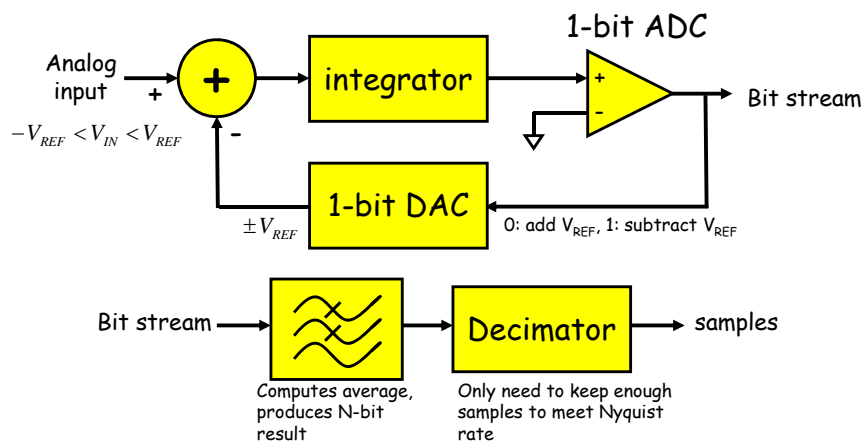 1-bit ADC
Analog
input
+
+
-
integrator
+
-
Bit stream
−V_REF < V_IN < V_REF
±V_REF
1-bit DAC
0: add V_REF, 1: subtract V_REF
Bit stream
Decimator
samples
Computes average,
produces N-bit
result
Only need to keep enough
samples to meet Nyquist
rate